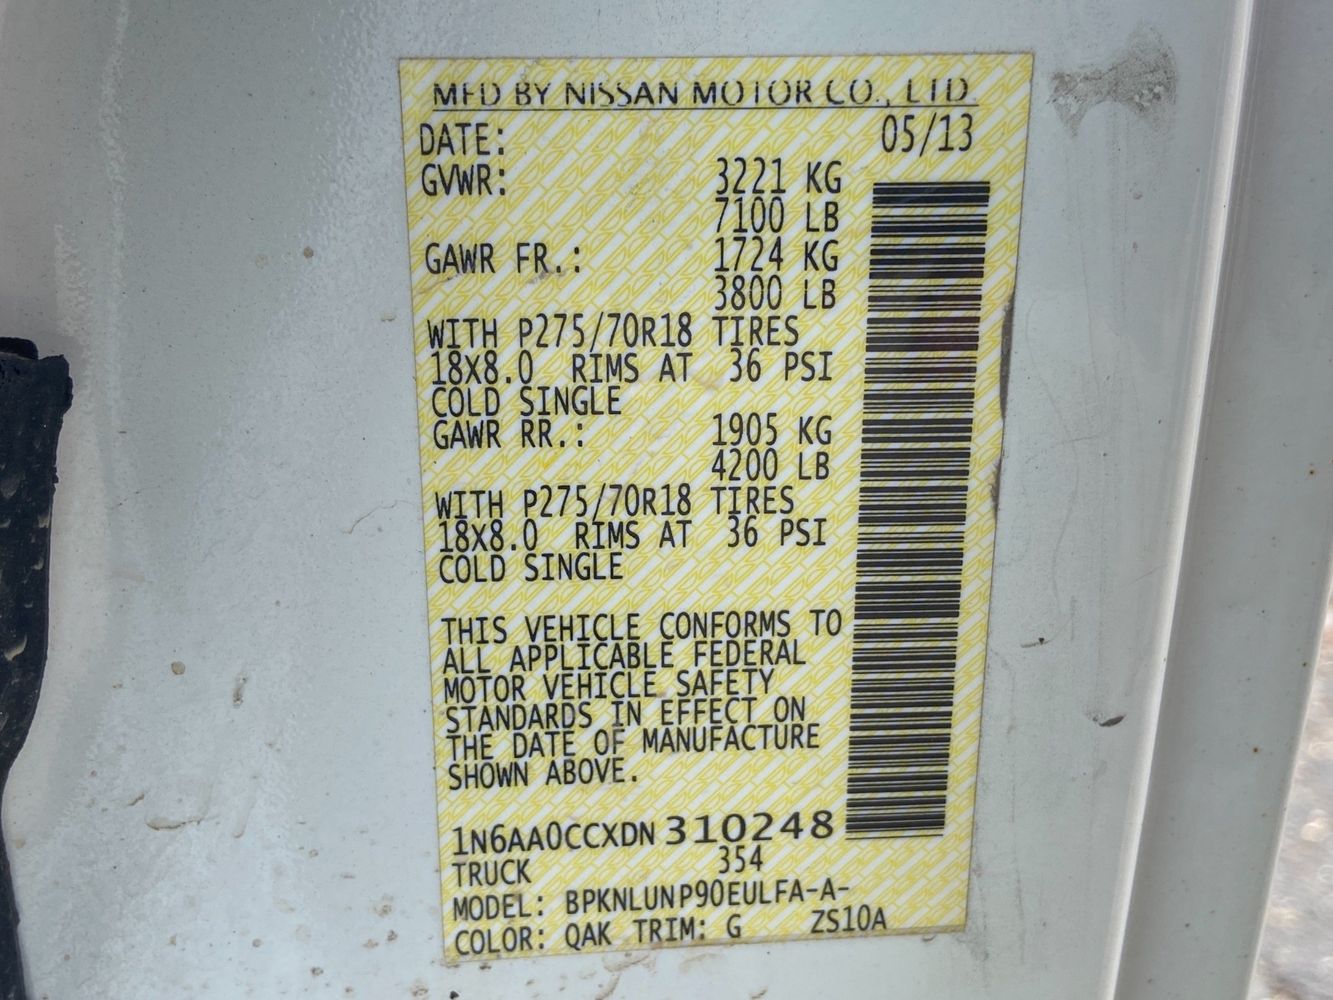 MFD BY NISSAN MOTOR CO., LTD.
DATE: 05/13
GVWR: 3221 KG
7100 LB
GAWR FR.: 1724 KG
3800 LB
WITH P275/70R18 TIRES
18X8.0 RIMS AT 36 PSI
COLD SINGLE
GAWR RR.: 1905 KG
4200 LB
WITH P275/70R18 TIRES
18X8.0 RIMS AT 36 PSI
COLD SINGLE
THIS VEHICLE CONFORMS TO
ALL APPLICABLE FEDERAL
MOTOR VEHICLE SAFETY
STANDARDS IN EFFECT ON
THE DATE OF MANUFACTURE
SHOWN ABOVE.
1N6AA0CCXDN310248
TRUCK 354
MODEL: BPKNLUNP90EULFA-A-
COLOR: QAK TRIM: G ZS10A